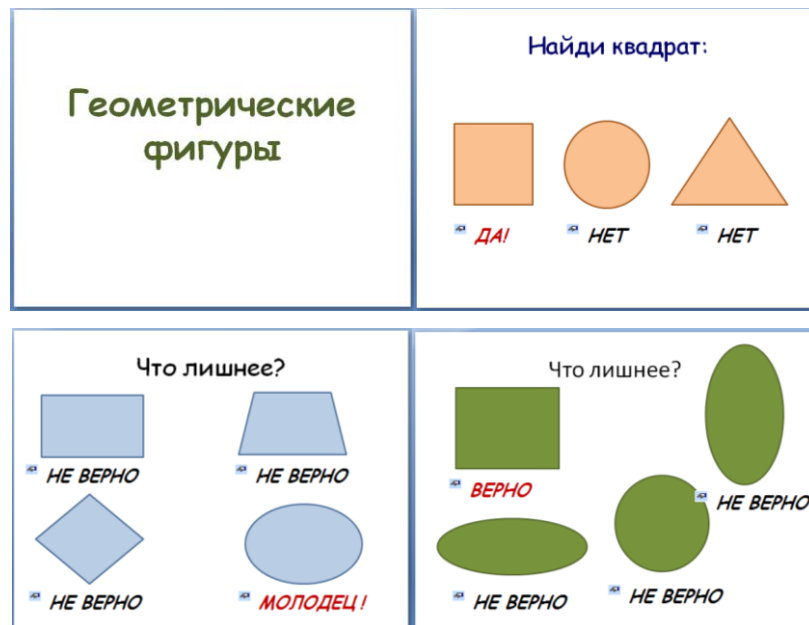 Геометрические
фигуры
Найди квадрат:
ДА!
НЕТ
НЕТ
Что лишнее?
НЕ ВЕРНО
НЕ ВЕРНО
НЕ ВЕРНО
МОЛОДЕЦ!
Что лишнее?
ВЕРНО
НЕ ВЕРНО
НЕ ВЕРНО
НЕ ВЕРНО